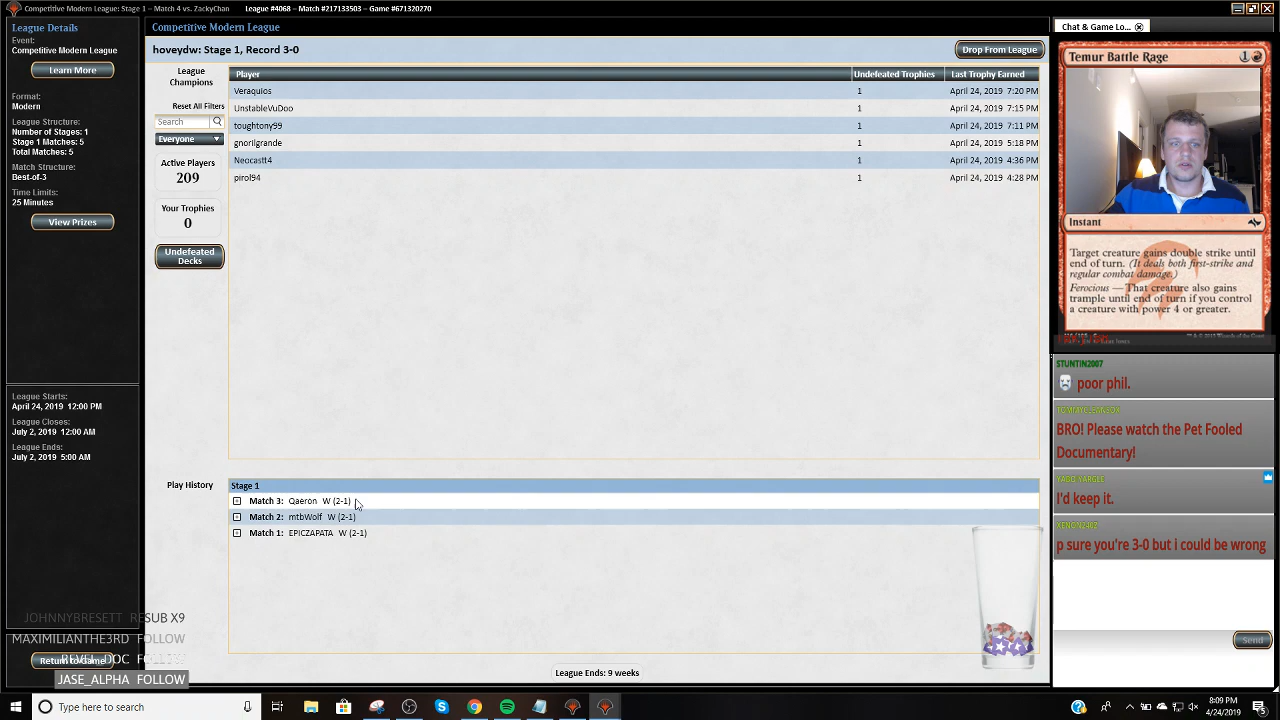 Competitive Modern League: Stage 1 - Match 4 vs. ZackyChan League #4068 - Match #217133503 - Game #671320270
League Details
Event:
Competitive Modern League
Learn More
Format:
Modern
League Structure:
Number of Stages: 1
Stage 1 Matches: 5
Total Matches: 5
Match Structure:
Best-of-3
Time Limits:
25 Minutes
View Prizes
League Starts:
April 24, 2019 12:00 PM
League Closes:
July 2, 2019 12:00 AM
League Ends:
July 2, 2019 5:00 AM
Return to Game
Competitive Modern League
hoveydw: Stage 1, Record 3-0
Drop From League
League
Champions
Reset All Filters
Search
Everyone
Active Players
209
Your Trophies
0
Undefeated
Decks
Player Undefeated Trophies Last Trophy Earned
Veraquios 1 April 24, 2019 7:20 PM
UnstableVuDoo 1 April 24, 2019 7:15 PM
toughtony99 1 April 24, 2019 7:11 PM
gnorilgrande 1 April 24, 2019 5:18 PM
Neocastt4 1 April 24, 2019 4:36 PM
pirol94 1 April 24, 2019 4:28 PM
Play History
Stage 1
Match 3: Qaeron W (2-1)
Match 2: mtbWolf W (2-1)
Match 1: EPICZAPATA W (2-1)
League Ends: 9 weeks
JOHNNYBRESETT RESUB X9
MAXIMILIANTHE3RD FOLLOW
REVEL_DOC FOLLOW
JASE_ALPHA FOLLOW
Chat & Game Lo...
Temur Battle Rage 1
Instant
Target creature gains double strike until
end of turn. (It deals both first-strike and
regular combat damage.)
Ferocious — That creature also gains
trample until end of turn if you control
a creature with power 4 or greater.
STUNTIN2007
poor phil.
BRO! Please watch the Pet Fooled
Documentary!
YARO_YARGLE
I'd keep it.
XENON2402
p sure you're 3-0 but i could be wrong
Send
Type here to search
8:09 PM
4/24/2019